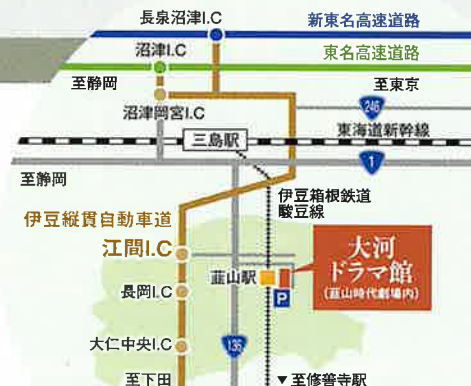 長泉沼津I.C
新東名高速道路
沼津I.C
東名高速道路
至静岡
至東京
246
沼津岡宮I.C
東海道新幹線
三島駅
1
至静岡
伊豆箱根鉄道
駿豆線
伊豆縦貫自動車道
江間I.C
大河
ドラマ館
(韮山時代劇場内)
韮山駅
P
長岡I.C
136
大仁中央I.C
至下田
▼至修善寺駅